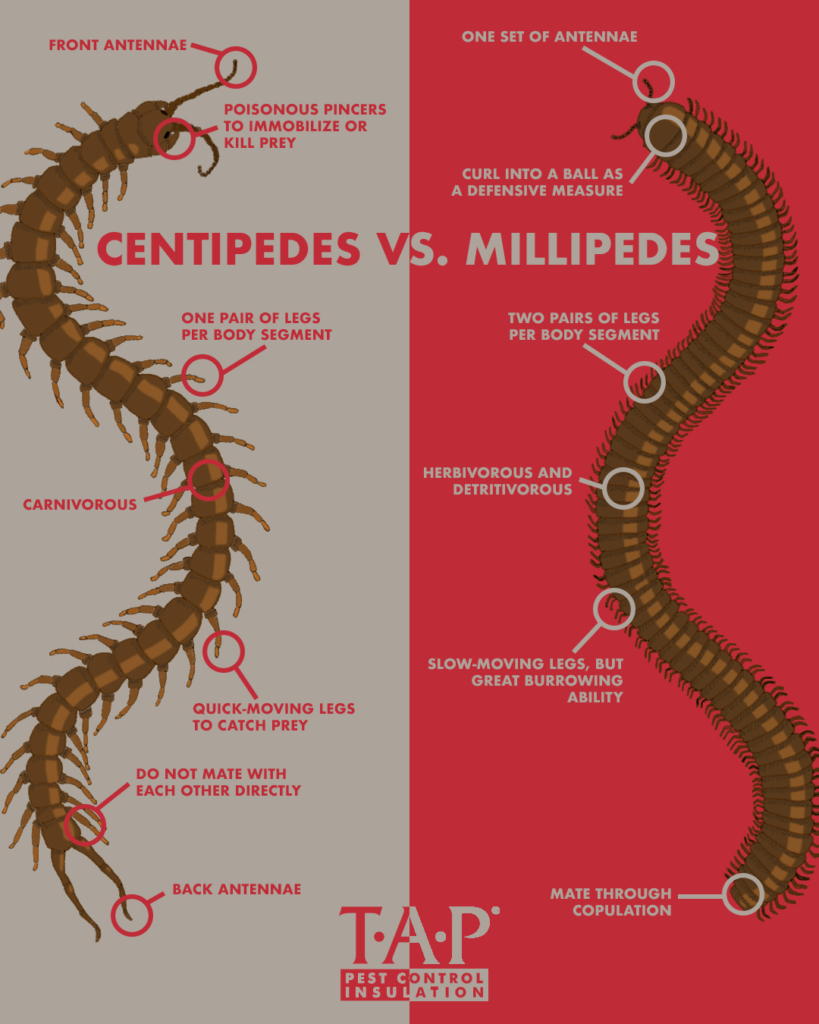 FRONT ANTENNAE
POISONOUS PINCERS
TO IMMOBILIZE OR
KILL PREY
ONE SET OF ANTENNAE
CURL INTO A BALL AS
A DEFENSIVE MEASURE
CENTIPEDES VS. MILLIPEDES
ONE PAIR OF LEGS
PER BODY SEGMENT
TWO PAIRS OF LEGS
PER BODY SEGMENT
CARNIVOROUS
HERBIVOROUS AND
DETRITIVOROUS
QUICK-MOVING LEGS
TO CATCH PREY
SLOW-MOVING LEGS, BUT
GREAT BURROWING
ABILITY
DO NOT MATE WITH
EACH OTHER DIRECTLY
BACK ANTENNAE
MATE THROUGH
COPULATION
T·A·P
PEST CONTROL
INSULATION